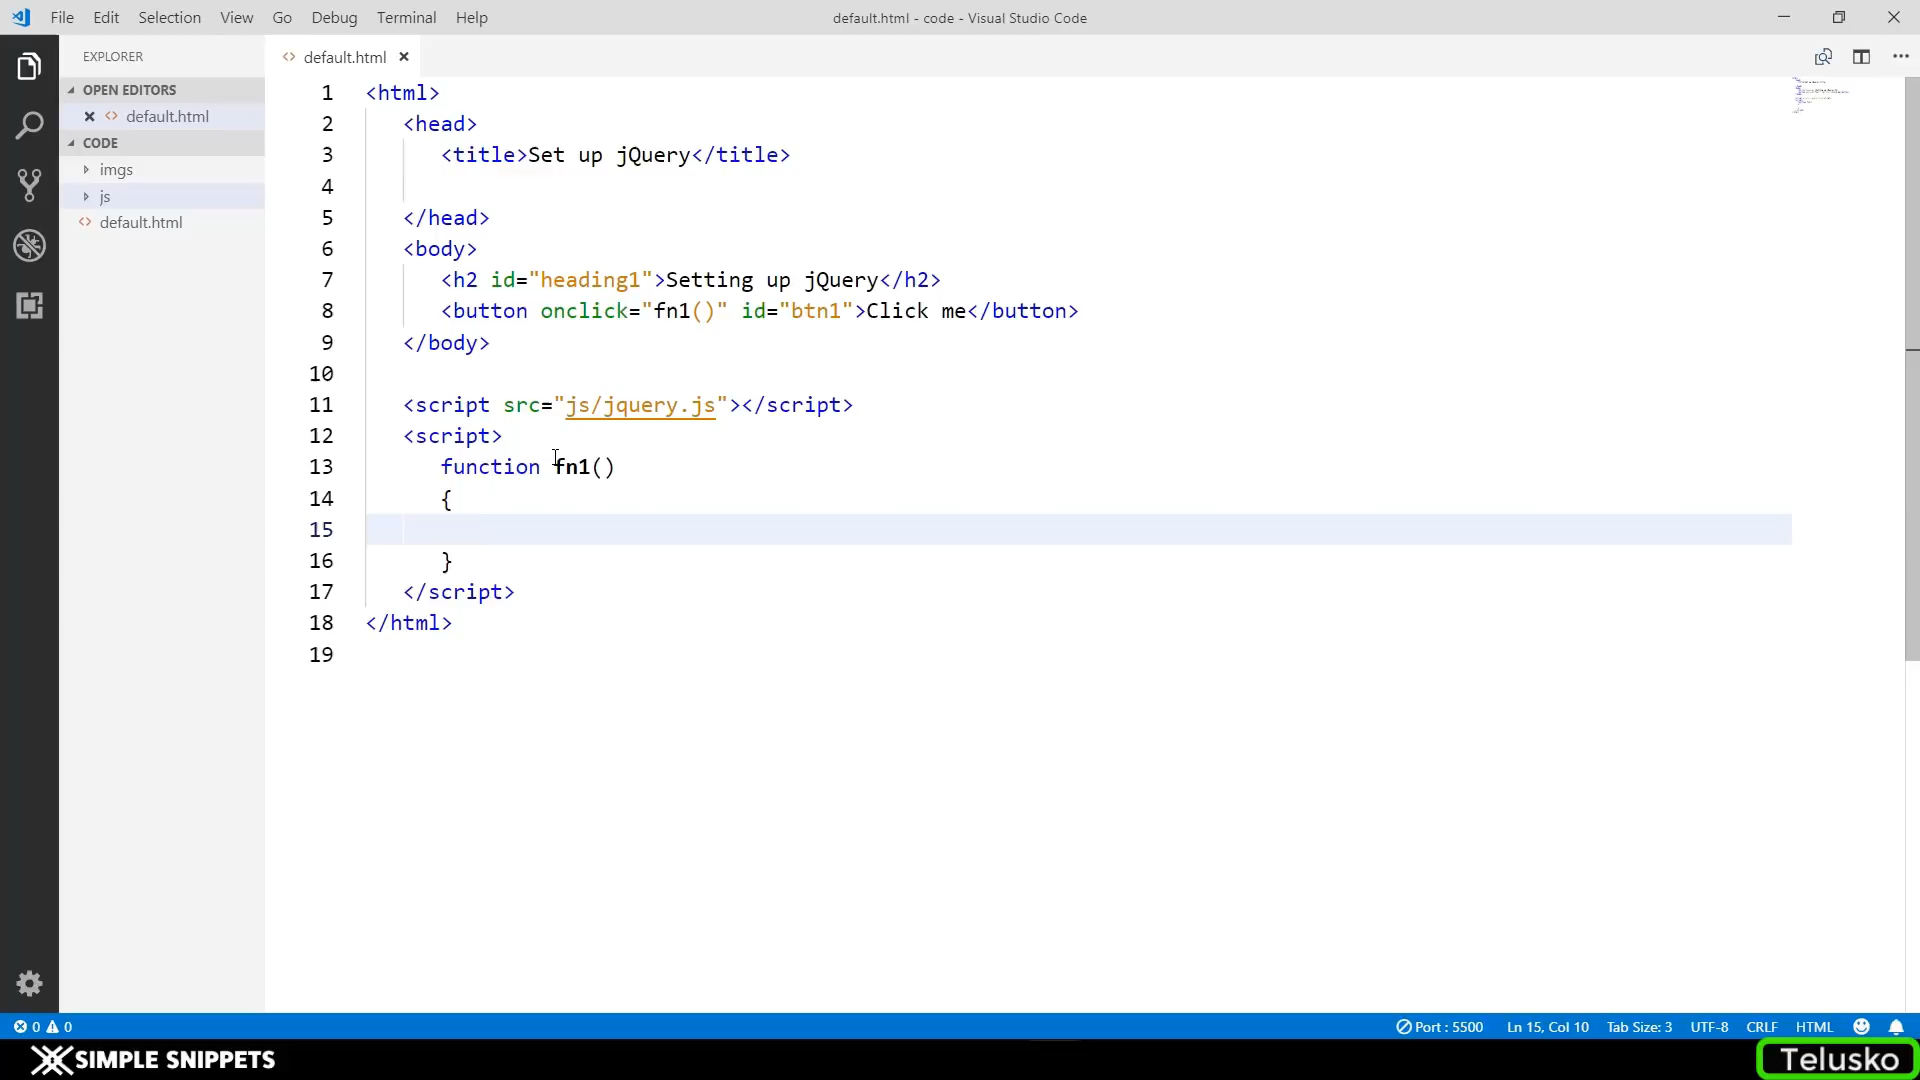 File Edit Selection View Go Debug Terminal Help
default.html - code - Visual Studio Code
EXPLORER
OPEN EDITORS
default.html
CODE
imgs
js
default.html
default.html
1 <html>
2 <head>
3 <title>Set up jQuery</title>
4
5 </head>
6 <body>
7 <h2 id="heading1">Setting up jQuery</h2>
8 <button onclick="fn1()" id="btn1">Click me</button>
9 </body>
10
11 <script src="js/jquery.js"></script>
12 <script>
13 function fn1()
14 {
15
16 }
17 </script>
18 </html>
19
0 0
Port : 5500 Ln 15, Col 10 Tab Size: 3 UTF-8 CRLF HTML
SIMPLE SNIPPETS
Telusko